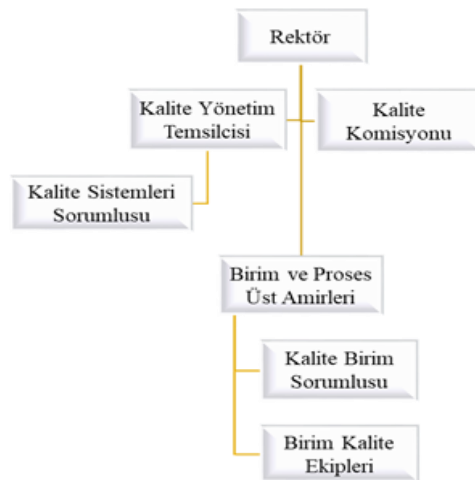 Rektör
Kalite Yönetim
Temsilcisi
Kalite
Komisyonu
Kalite Sistemleri
Sorumlusu
Birim ve Proses
Üst Amirleri
Kalite Birim
Sorumlusu
Birim Kalite
Ekipleri